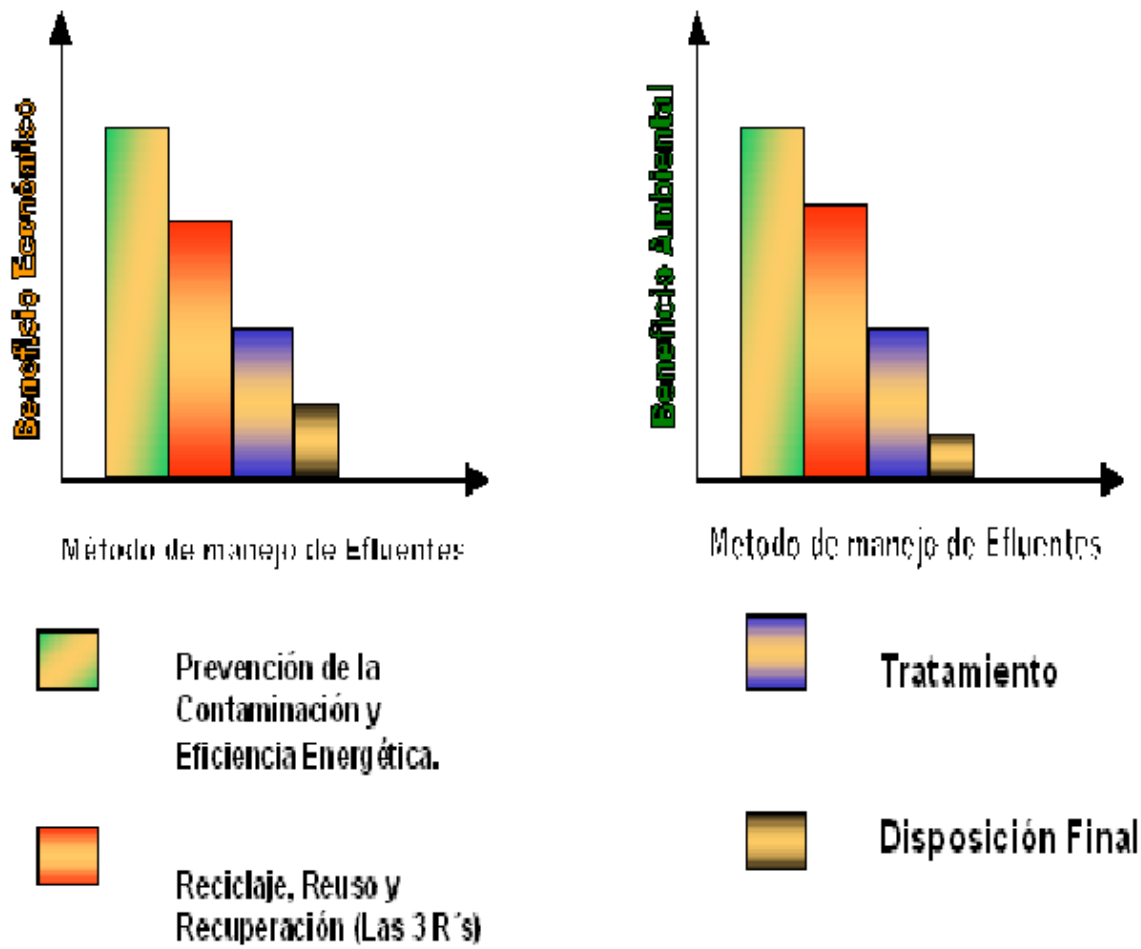 Beneficio Económico
Beneficio Ambiental
Método de manejo de Efluentes
Metodo de manejo de Efluentes
Prevención de la
Contaminación y
Eficiencia Energética.
Tratamiento
Reciclaje, Reuso y
Recuperación (Las 3 R´s)
Disposición Final